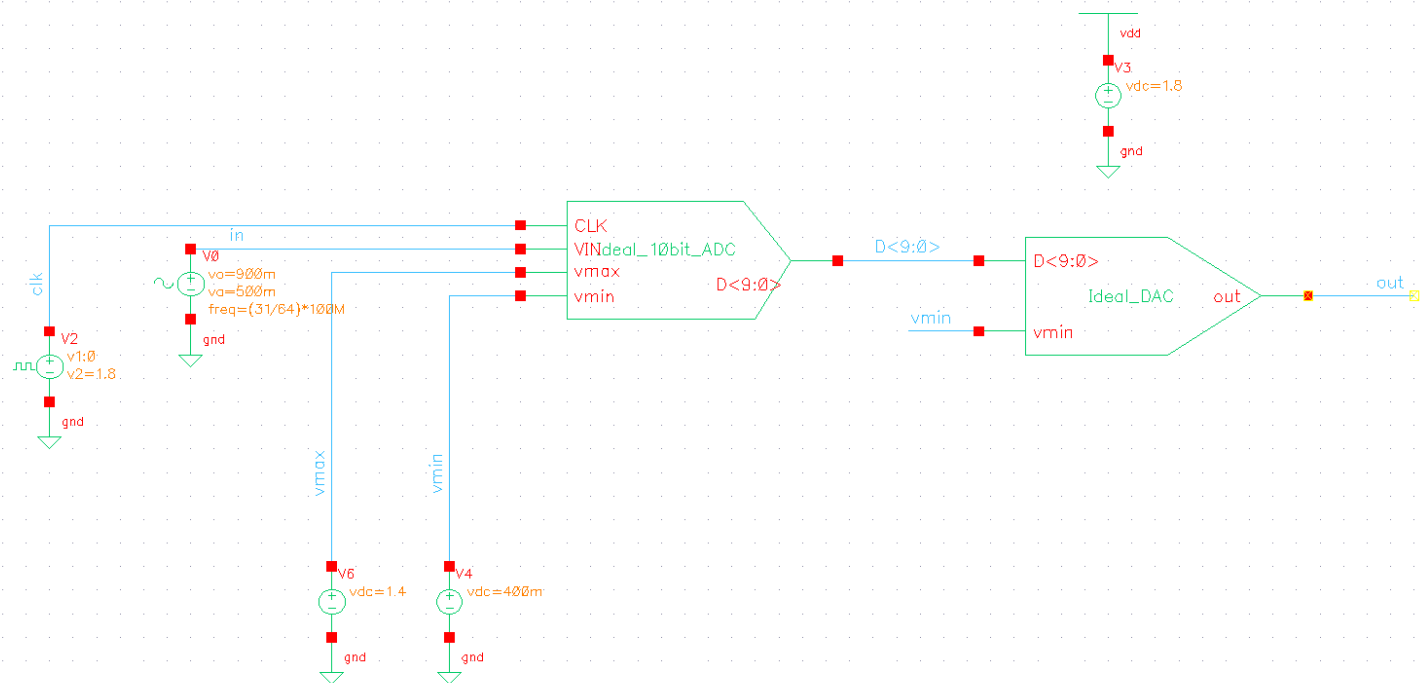 vdd
V3
vdc=1.8
gnd
CLK
in
VIN
Ideal_10bit_ADC
V0
vmax
D<9:0>
D<9:0>
D<9:0>
vo=900m
va=500m
freq=(31/64)*100M
clk
vmin
Ideal_DAC
out
out
vmin
vmin
V2
gnd
v1:0
v2=1.8
gnd
vmax
vmin
V6
vdc=1.4
V4
vdc=400m
gnd
gnd